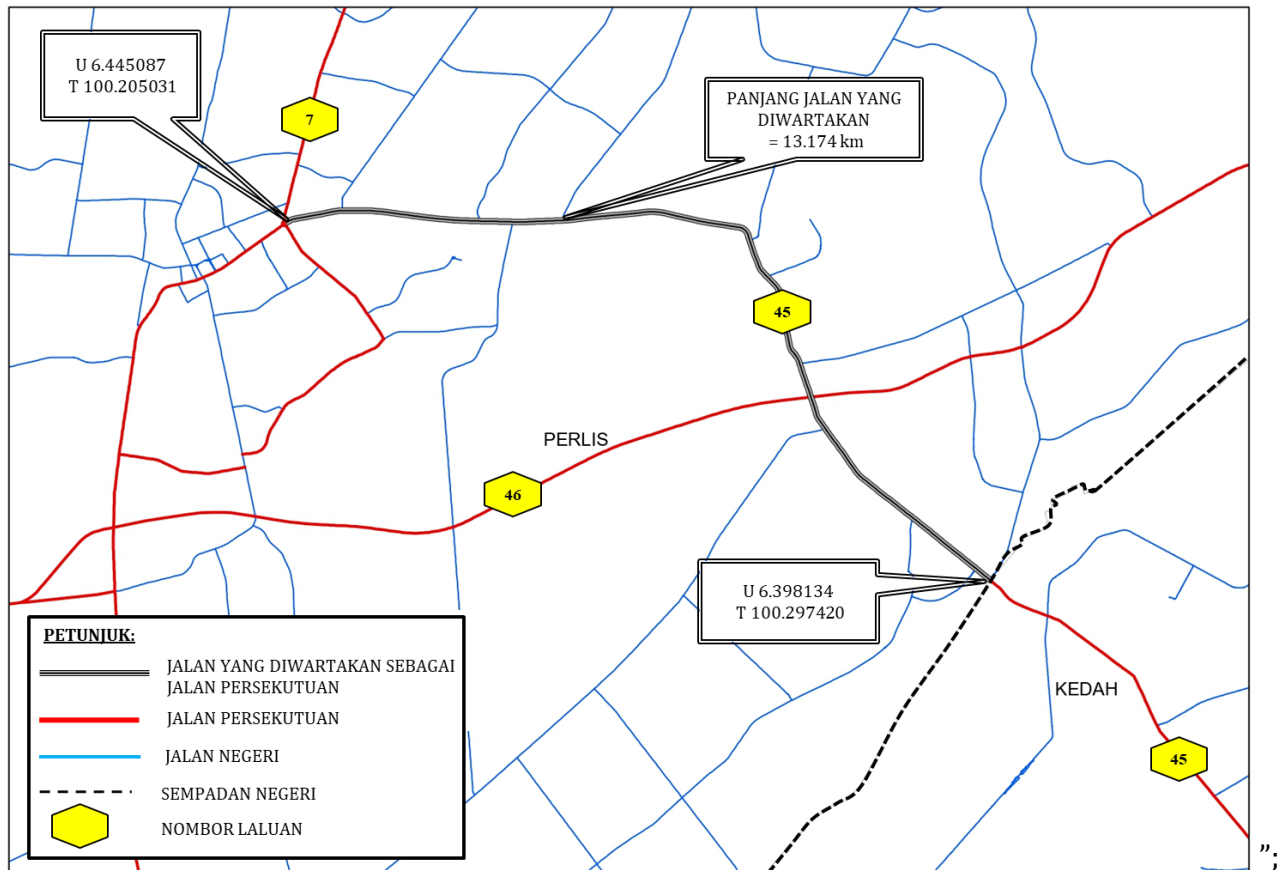 U 6.445087
T 100.205031
7
PANJANG JALAN YANG
DIWARTAKAN
= 13.174 km
45
PERLIS
46
U 6.398134
T 100.297420
KEDAH
45
PETUNJUK:
JALAN YANG DIWARTAKAN SEBAGAI
JALAN PERSEKUTUAN
JALAN PERSEKUTUAN
JALAN NEGERI
SEMPADAN NEGERI
NOMBOR LALUAN
”;